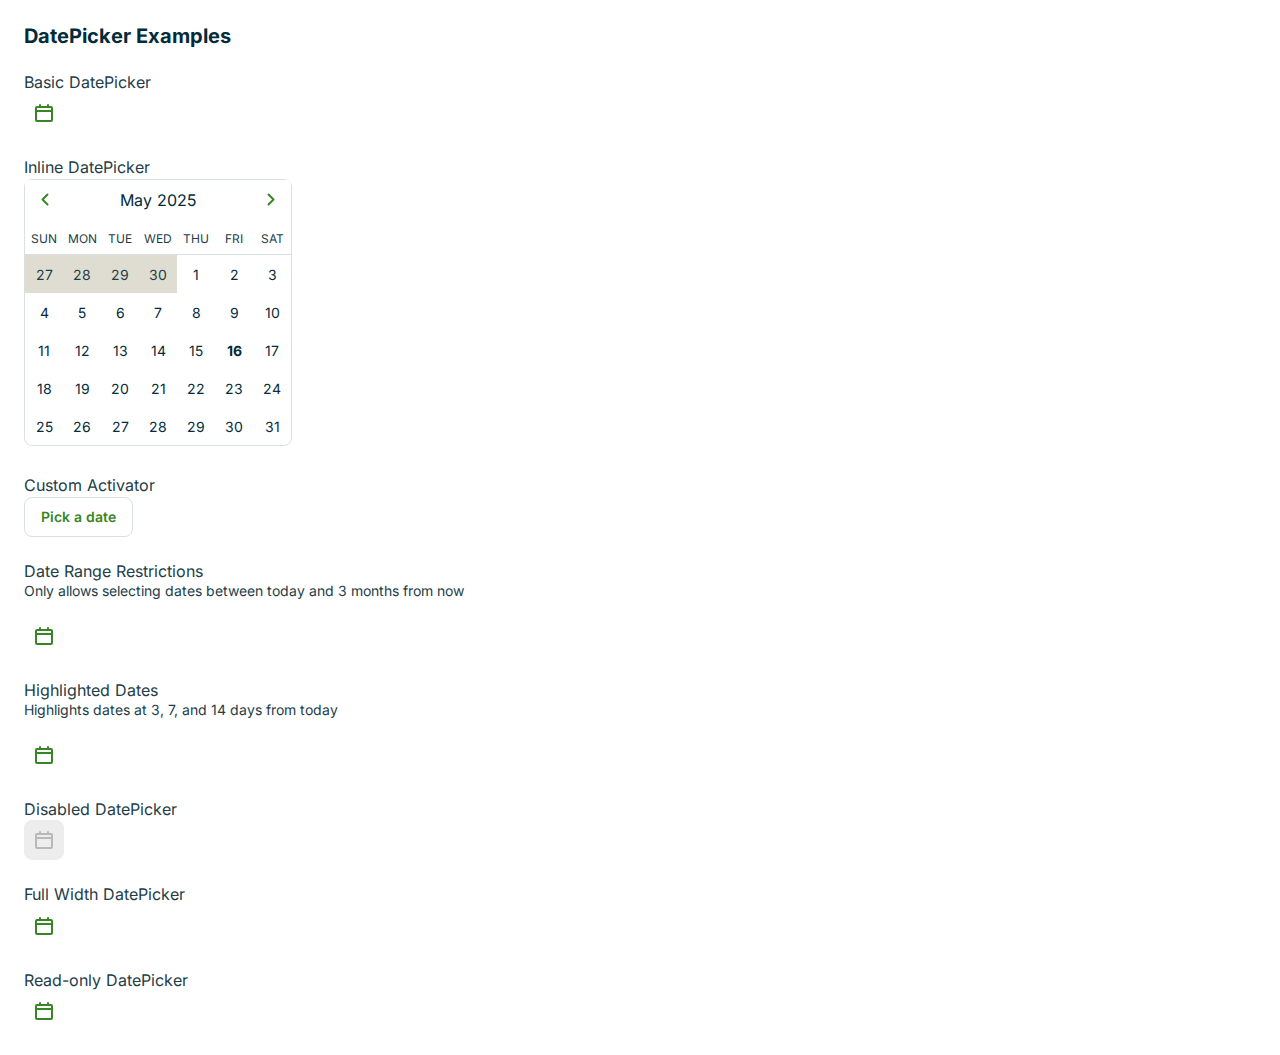 DatePicker Examples
Basic DatePicker
Inline DatePicker
May 2025
SUN MON TUE WED THU FRI SAT
27 28 29 30 1 2 3
4 5 6 7 8 9 10
11 12 13 14 15 16 17
18 19 20 21 22 23 24
25 26 27 28 29 30 31
Custom Activator
Pick a date
Date Range Restrictions
Only allows selecting dates between today and 3 months from now
Highlighted Dates
Highlights dates at 3, 7, and 14 days from today
Disabled DatePicker
Full Width DatePicker
Read-only DatePicker